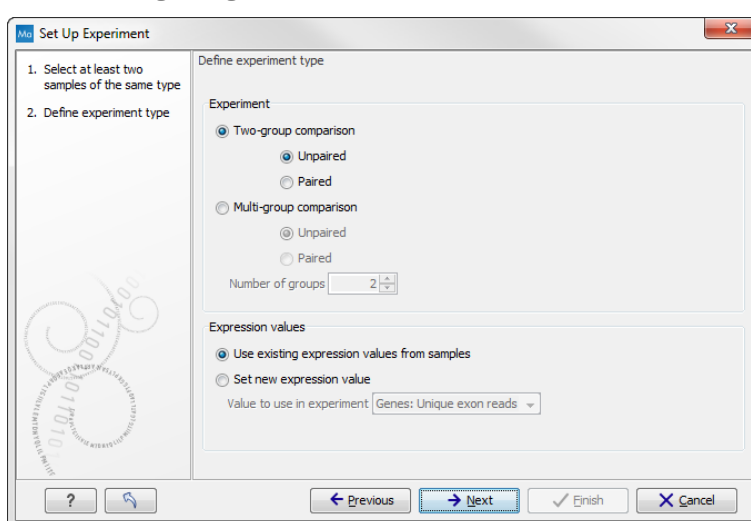 Ma Set Up Experiment
X
1. Select at least two
samples of the same type
2. Define experiment type
Define experiment type
Experiment
Two-group comparison
Unpaired
Paired
Multi-group comparison
Unpaired
Paired
Number of groups 2
Expression values
Use existing expression values from samples
Set new expression value
Value to use in experiment Genes: Unique exon reads
?
Previous
Next
Finish
Cancel